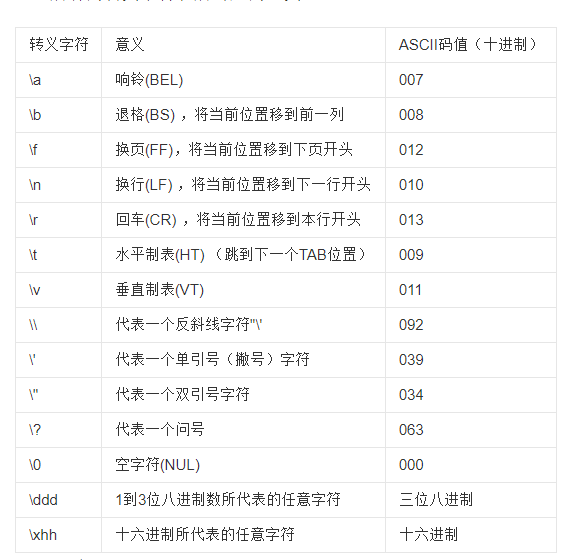 转义字符 意义 ASCII码值（十进制）
\a 响铃(BEL) 007
\b 退格(BS) ，将当前位置移到前一列 008
\f 换页(FF)，将当前位置移到下页开头 012
\n 换行(LF) ，将当前位置移到下一行开头 010
\r 回车(CR) ，将当前位置移到本行开头 013
\t 水平制表(HT) （跳到下一个TAB位置） 009
\v 垂直制表(VT) 011
\\ 代表一个反斜线字符''\' 092
\' 代表一个单引号（撇号）字符 039
\" 代表一个双引号字符 034
\? 代表一个问号 063
\0 空字符(NUL) 000
\ddd 1到3位八进制数所代表的任意字符 三位八进制
\xhh 十六进制所代表的任意字符 十六进制